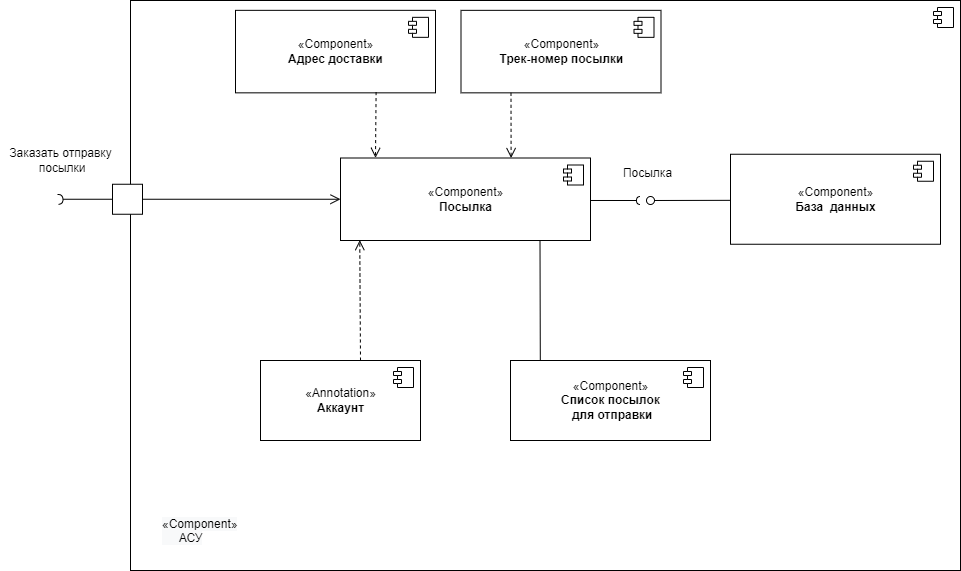 «Component»
Адрес доставки
«Component»
Трек-номер посылки
Заказать отправку
посылки
«Component»
Посылка
Посылка
«Component»
База  данных
«Annotation»
Аккаунт
«Component»
Список посылок
для отправки
«Component»
АСУ